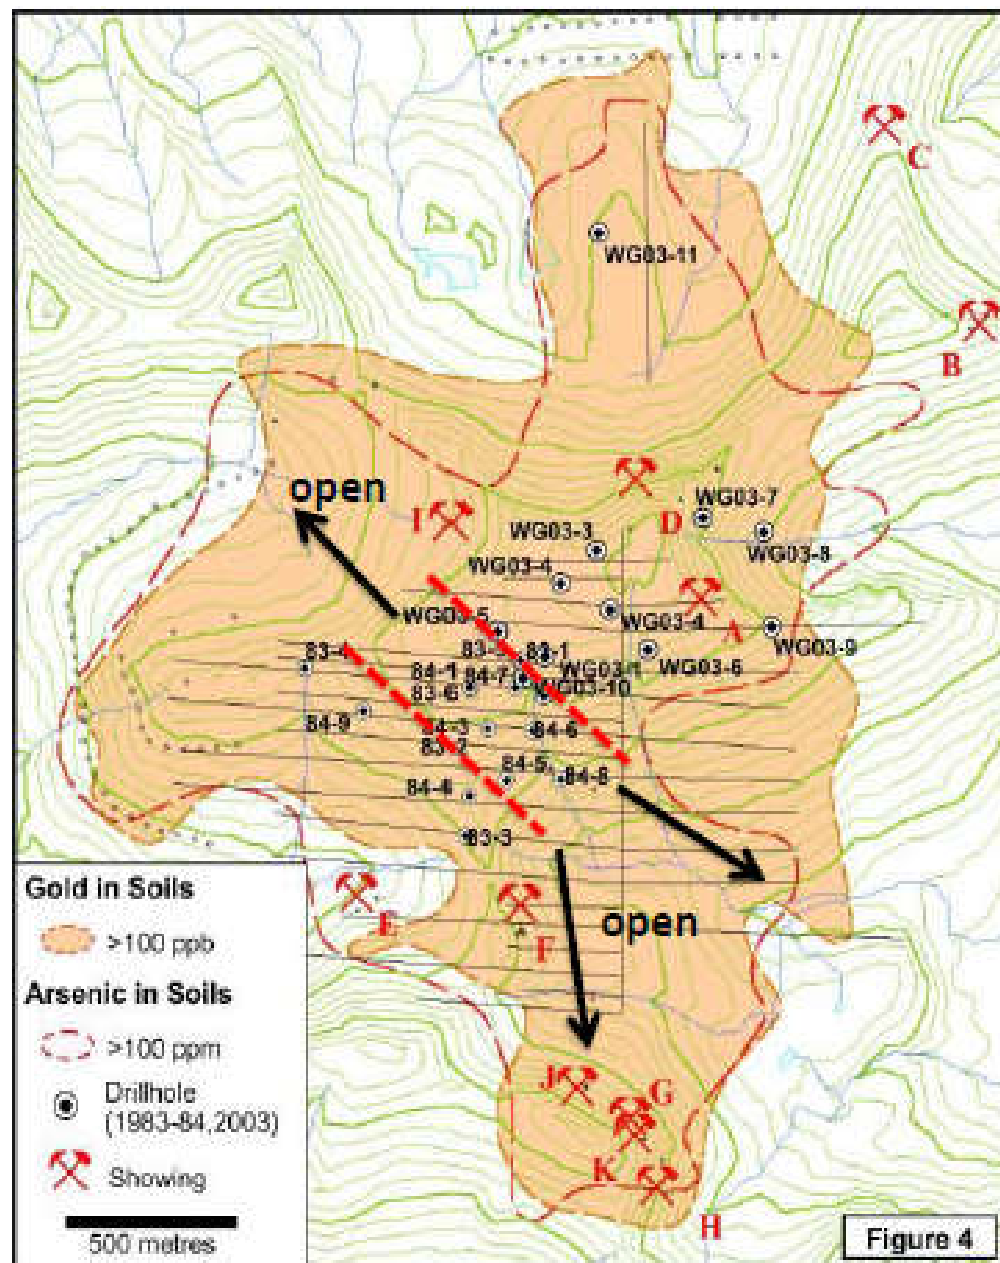 C
WG03-11
B
open
I
D
WG03-7
WG03-3
WG03-8
WG03-4
WG03-5
WG03-4
A
WG03-9
83-4
83-1
WG03-6
84-1
84-7
WG03-1
83-6
WG03-10
84-9
84-3
84-6
83-2
84-5
84-8
84-4
83-3
E
F
open
J
G
K
H
Gold in Soils
>100 ppb
Arsenic in Soils
>100 ppm
Drillhole
(1983-84,2003)
Showing
500 metres
Figure 4